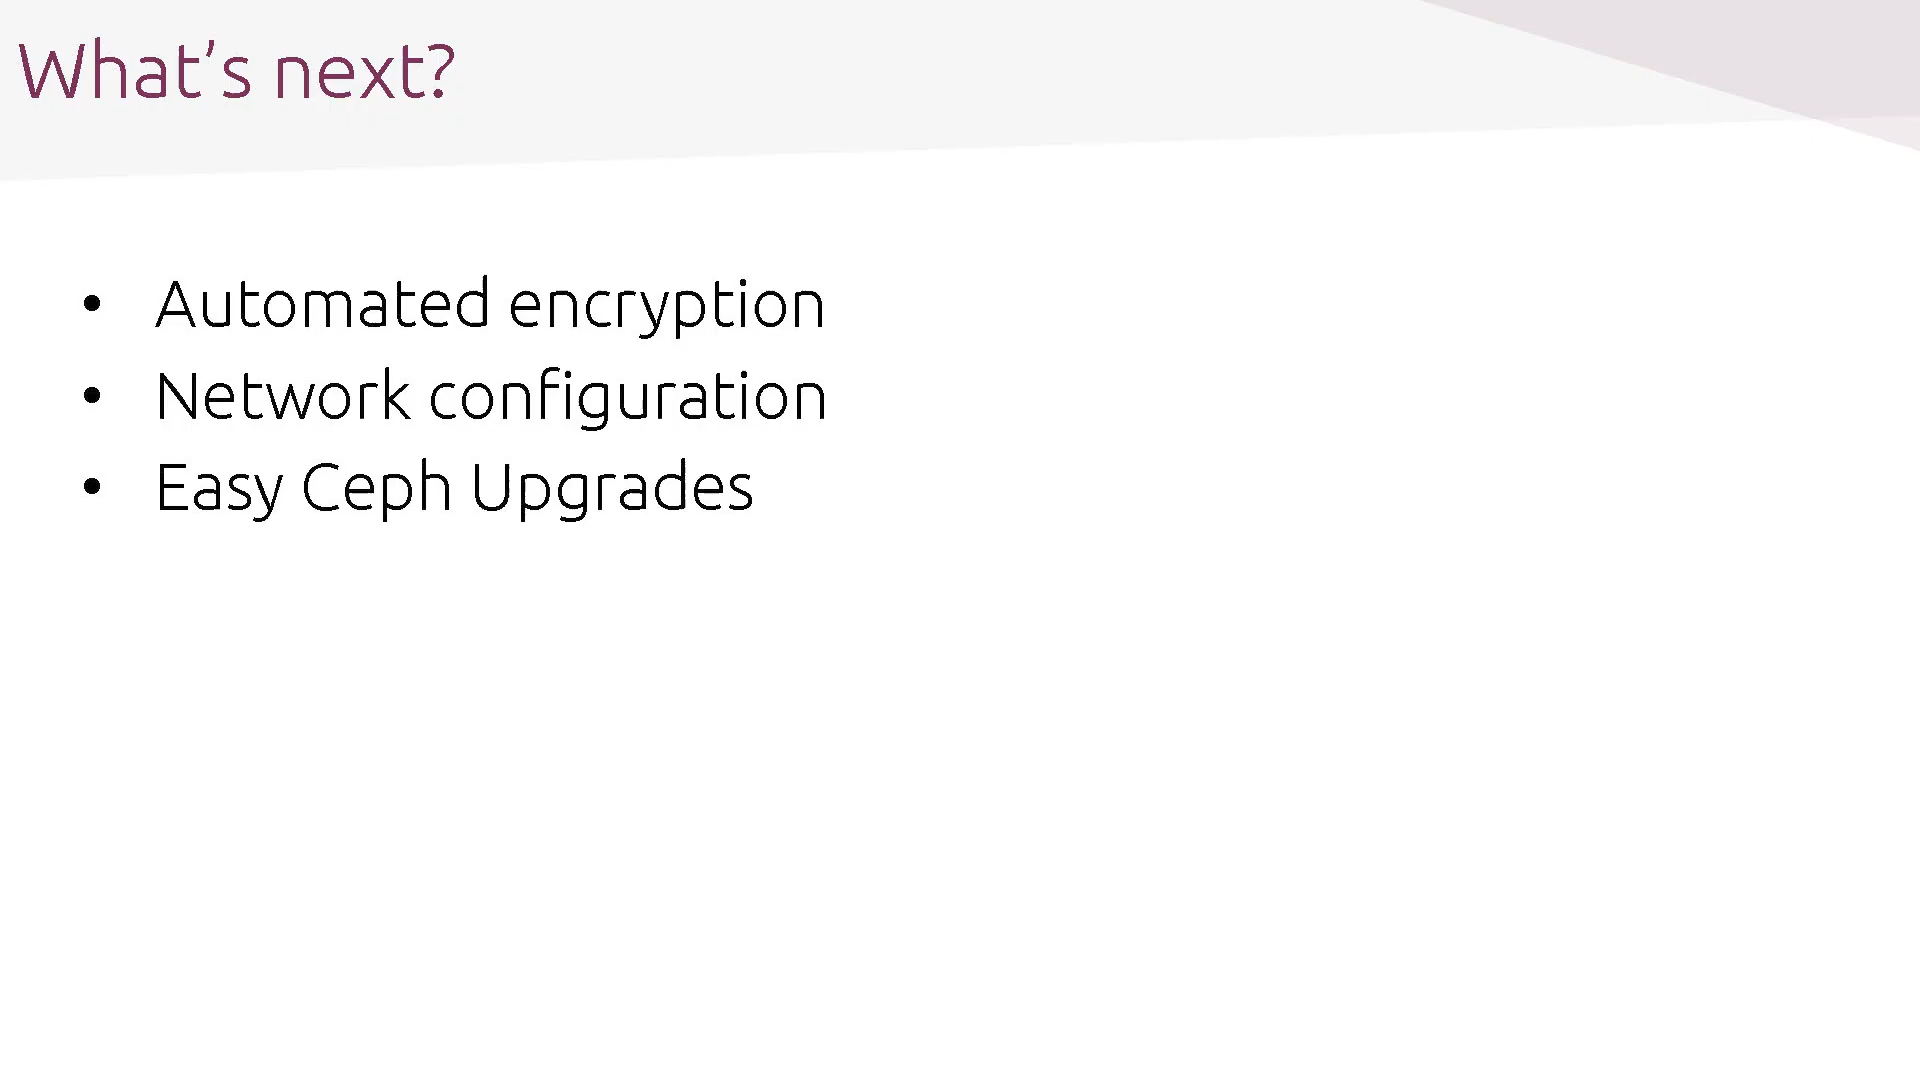 What’s next?
• Automated encryption
• Network configuration
• Easy Ceph Upgrades